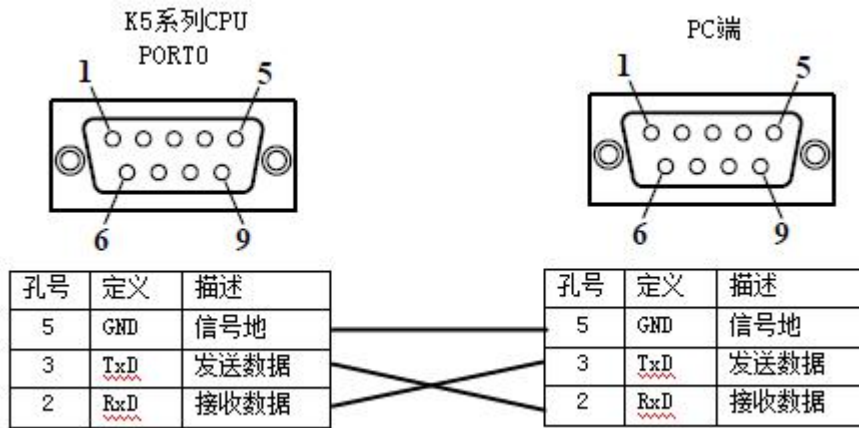 K5系列CPU
PORT0
1
5
6
9
PC端
1
5
6
9
孔号 定义 描述
5 GND 信号地
3 TxD 发送数据
2 RxD 接收数据
孔号 定义 描述
5 GND 信号地
3 TxD 发送数据
2 RxD 接收数据